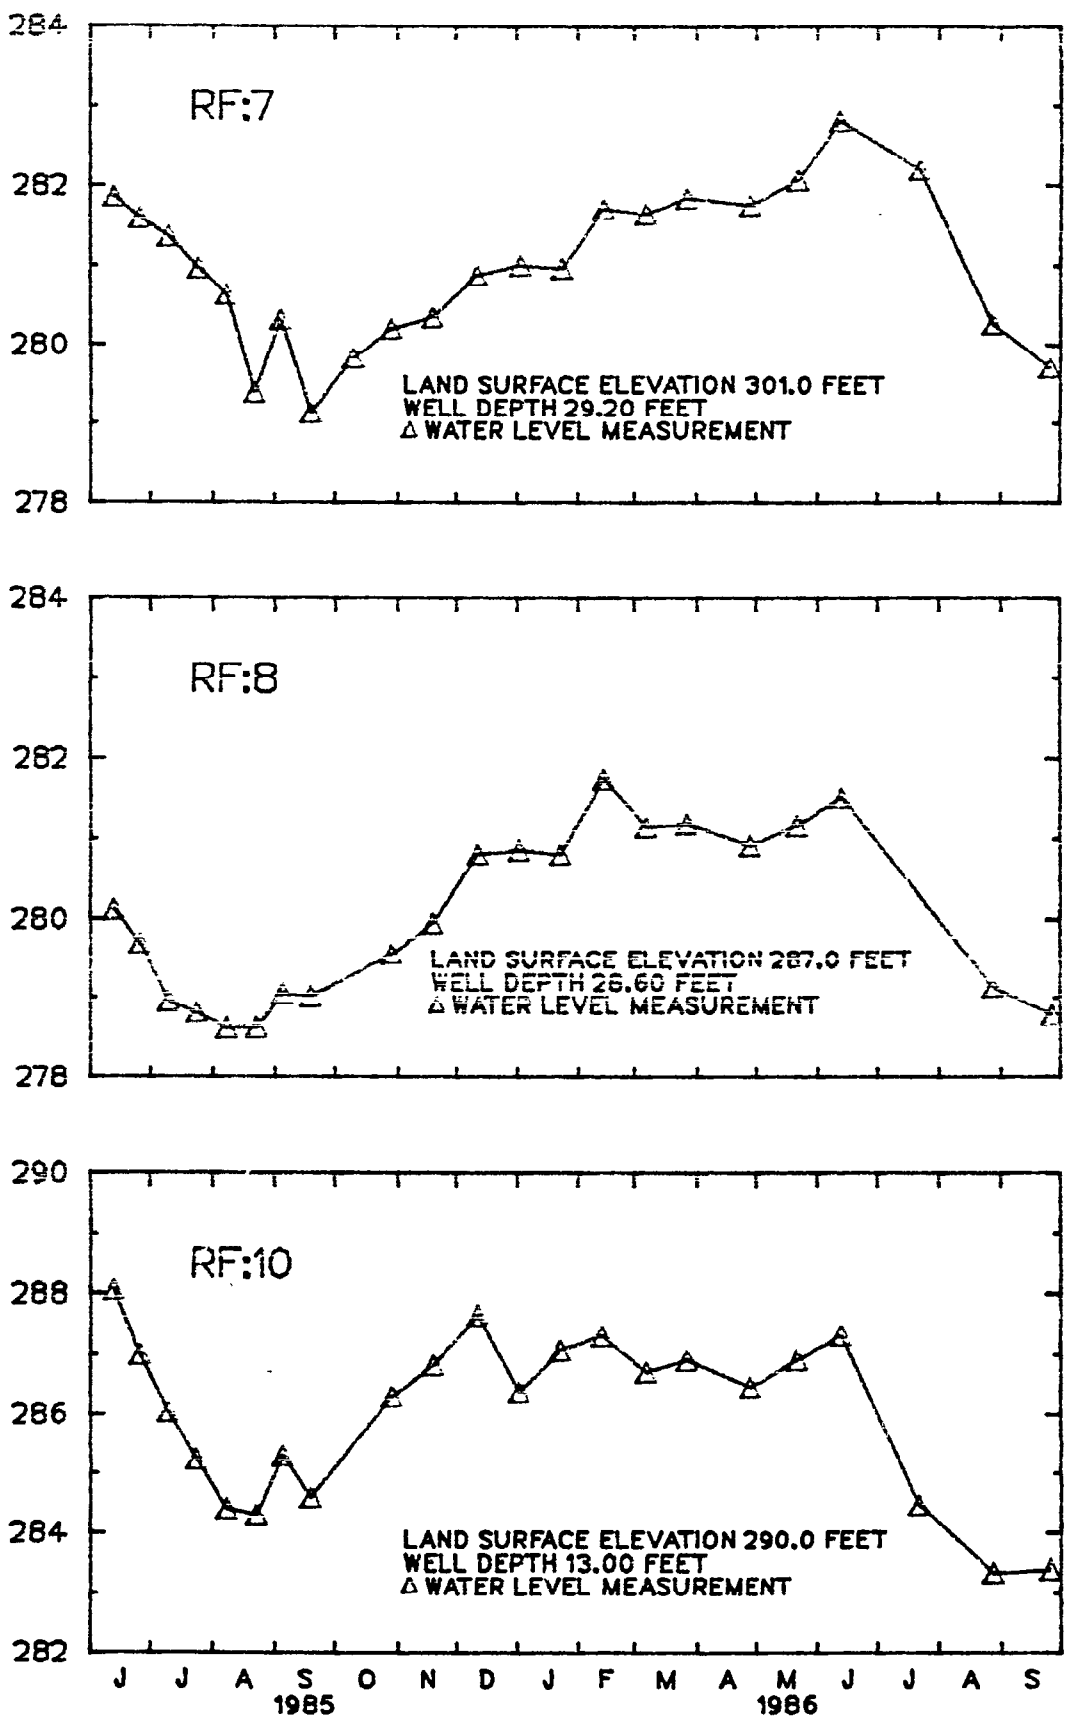 284
RF:7
282
280
LAND SURFACE ELEVATION 301.0 FEET
WELL DEPTH 29.20 FEET
△ WATER LEVEL MEASUREMENT
278
284
RF:8
282
280
LAND SURFACE ELEVATION 287.0 FEET
WELL DEPTH 28.60 FEET
△ WATER LEVEL MEASUREMENT
278
290
RF:10
288
286
284
LAND SURFACE ELEVATION 290.0 FEET
WELL DEPTH 13.00 FEET
△ WATER LEVEL MEASUREMENT
282
J J A S O N D J F M A M J J A S
1985 1986